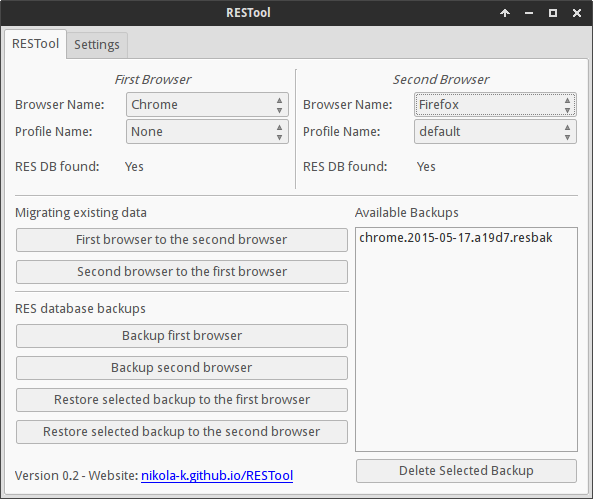 RESTool
RESTool Settings
First Browser
Browser Name: Chrome
Profile Name: None
RES DB found: Yes
Second Browser
Browser Name: Firefox
Profile Name: default
RES DB found: Yes
Migrating existing data
First browser to the second browser
Second browser to the first browser
RES database backups
Backup first browser
Backup second browser
Restore selected backup to the first browser
Restore selected backup to the second browser
Available Backups
chrome.2015-05-17.a19d7.resbak
Delete Selected Backup
Version 0.2 - Website: nikola-k.github.io/RESTool